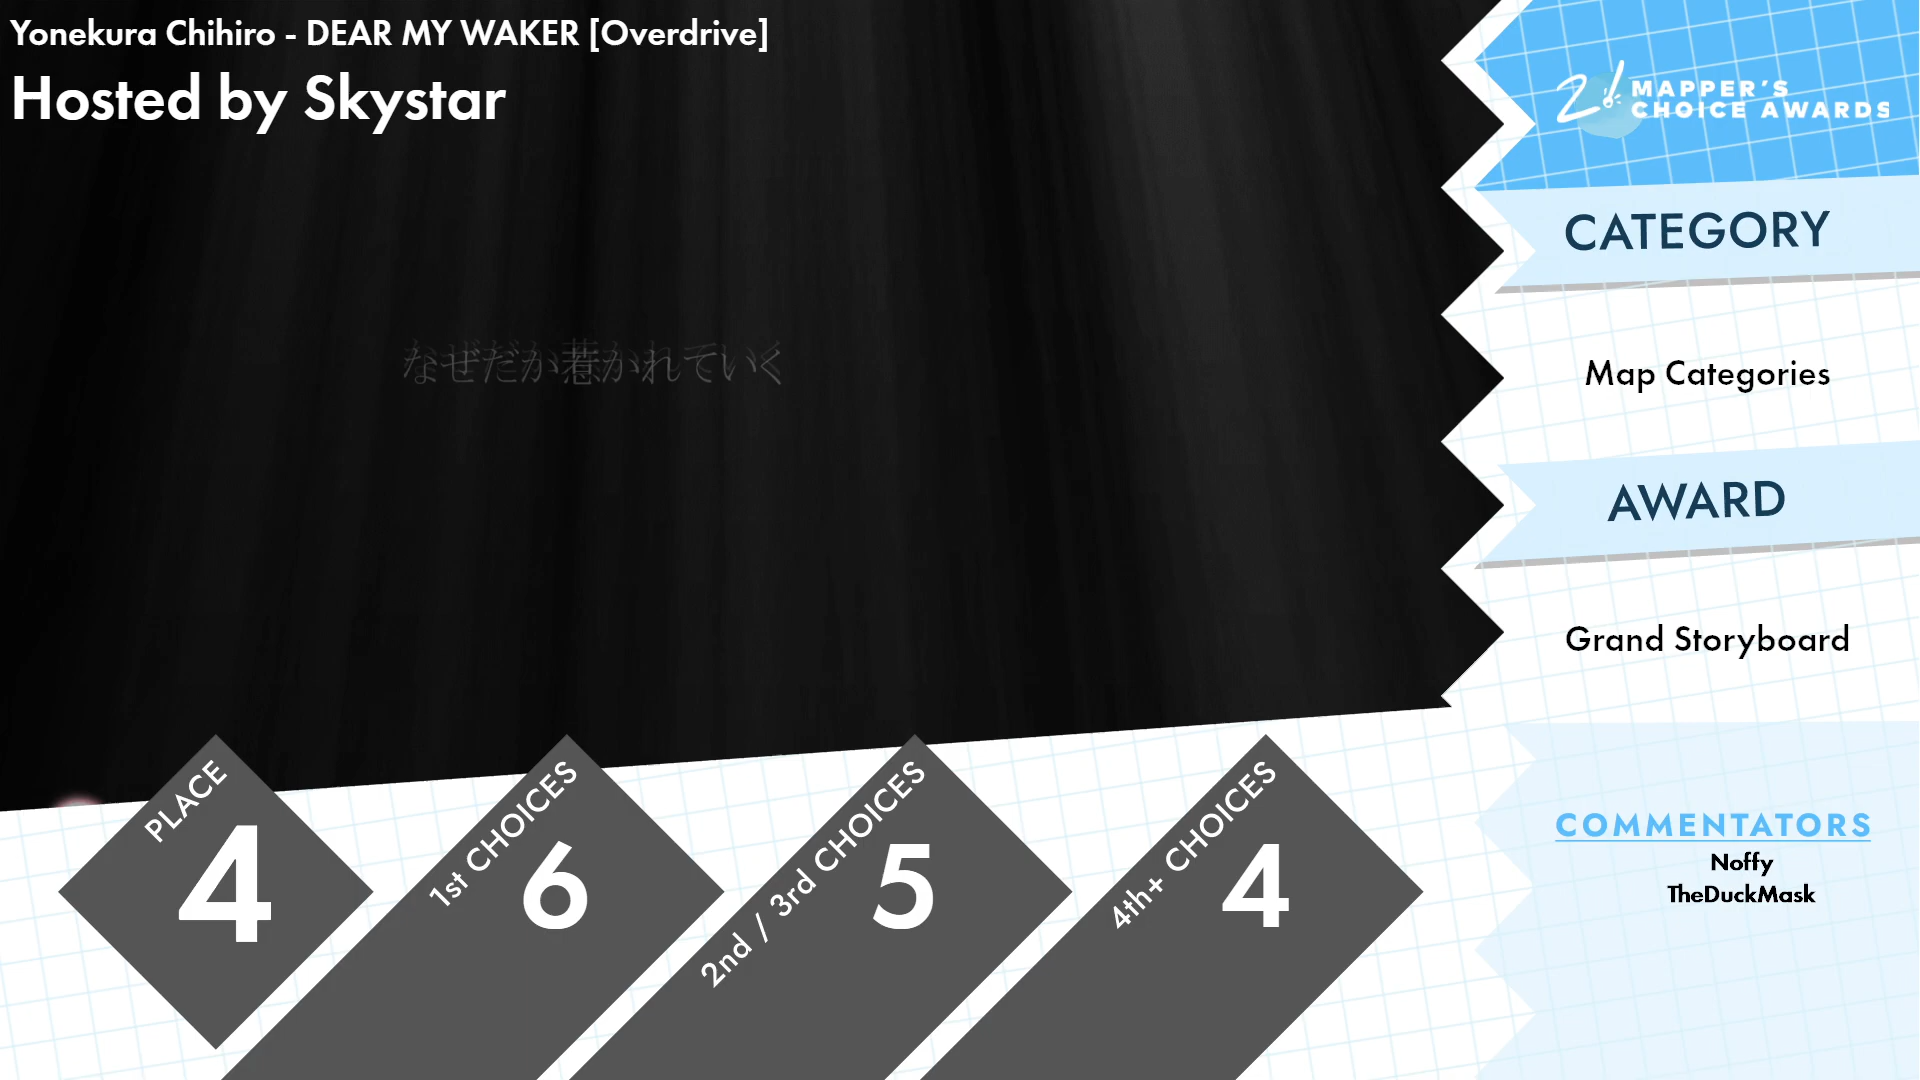 Yonekura Chihiro - DEAR MY WAKER [Overdrive]
Hosted by Skystar
なぜだか惹かれていく
2! MAPPER'S
CHOICE AWARDS
CATEGORY
Map Categories
AWARD
Grand Storyboard
COMMENTATORS
Noffy
TheDuckMask
PLACE
4
1st CHOICES
6
2nd / 3rd CHOICES
5
4th+ CHOICES
4